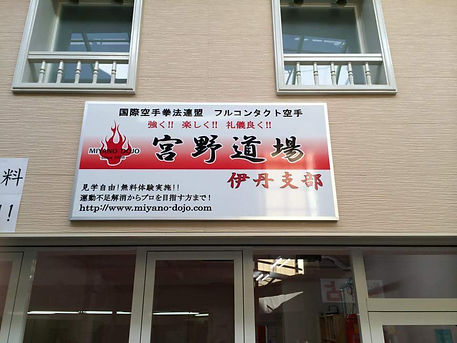 国際空手拳法連盟 フルコンタクト空手
強く!! 楽しく!! 礼儀良く!!
MIYANO DOJO
宮野道場
伊丹支部
見学自由!無料体験実施!!
運動不足解消からプロを目指す方まで!
http://www.miyano-dojo.com
料
!!